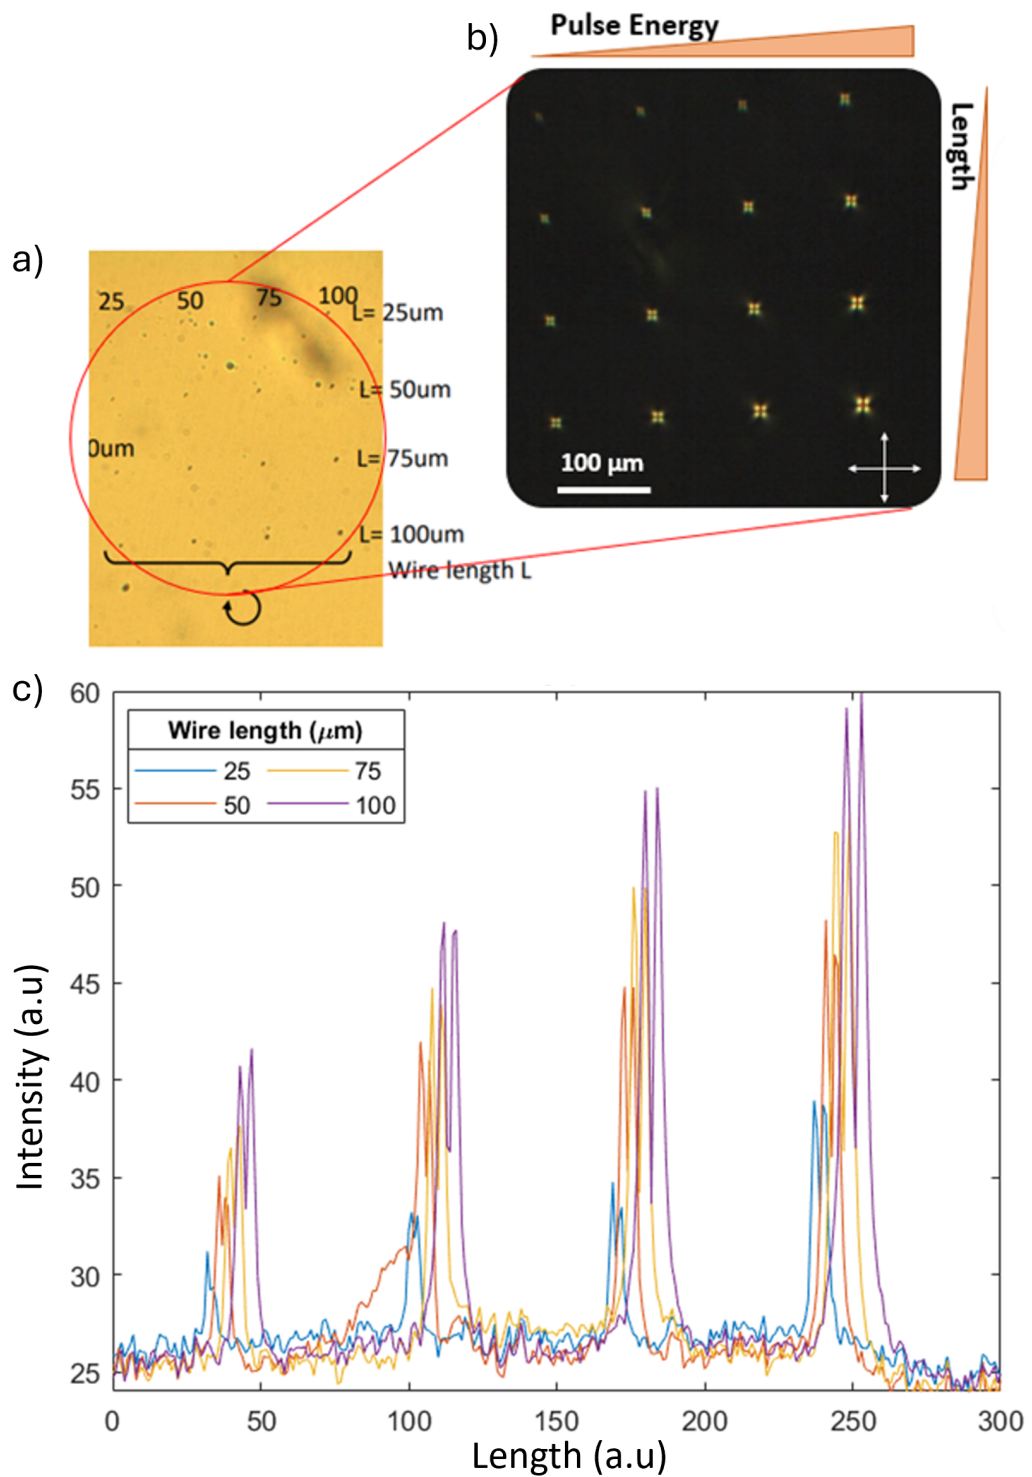 b)
Pulse Energy
Length
100 μm
a)
25 50 75 100
L= 25um
L= 50um
0um
L= 75um
L= 100um
Wire length L
c)
Wire length (μm)
25 75
50 100
60
55
50
45
40
35
30
25
Intensity (a.u)
0 50 100 150 200 250 300
Length (a.u)